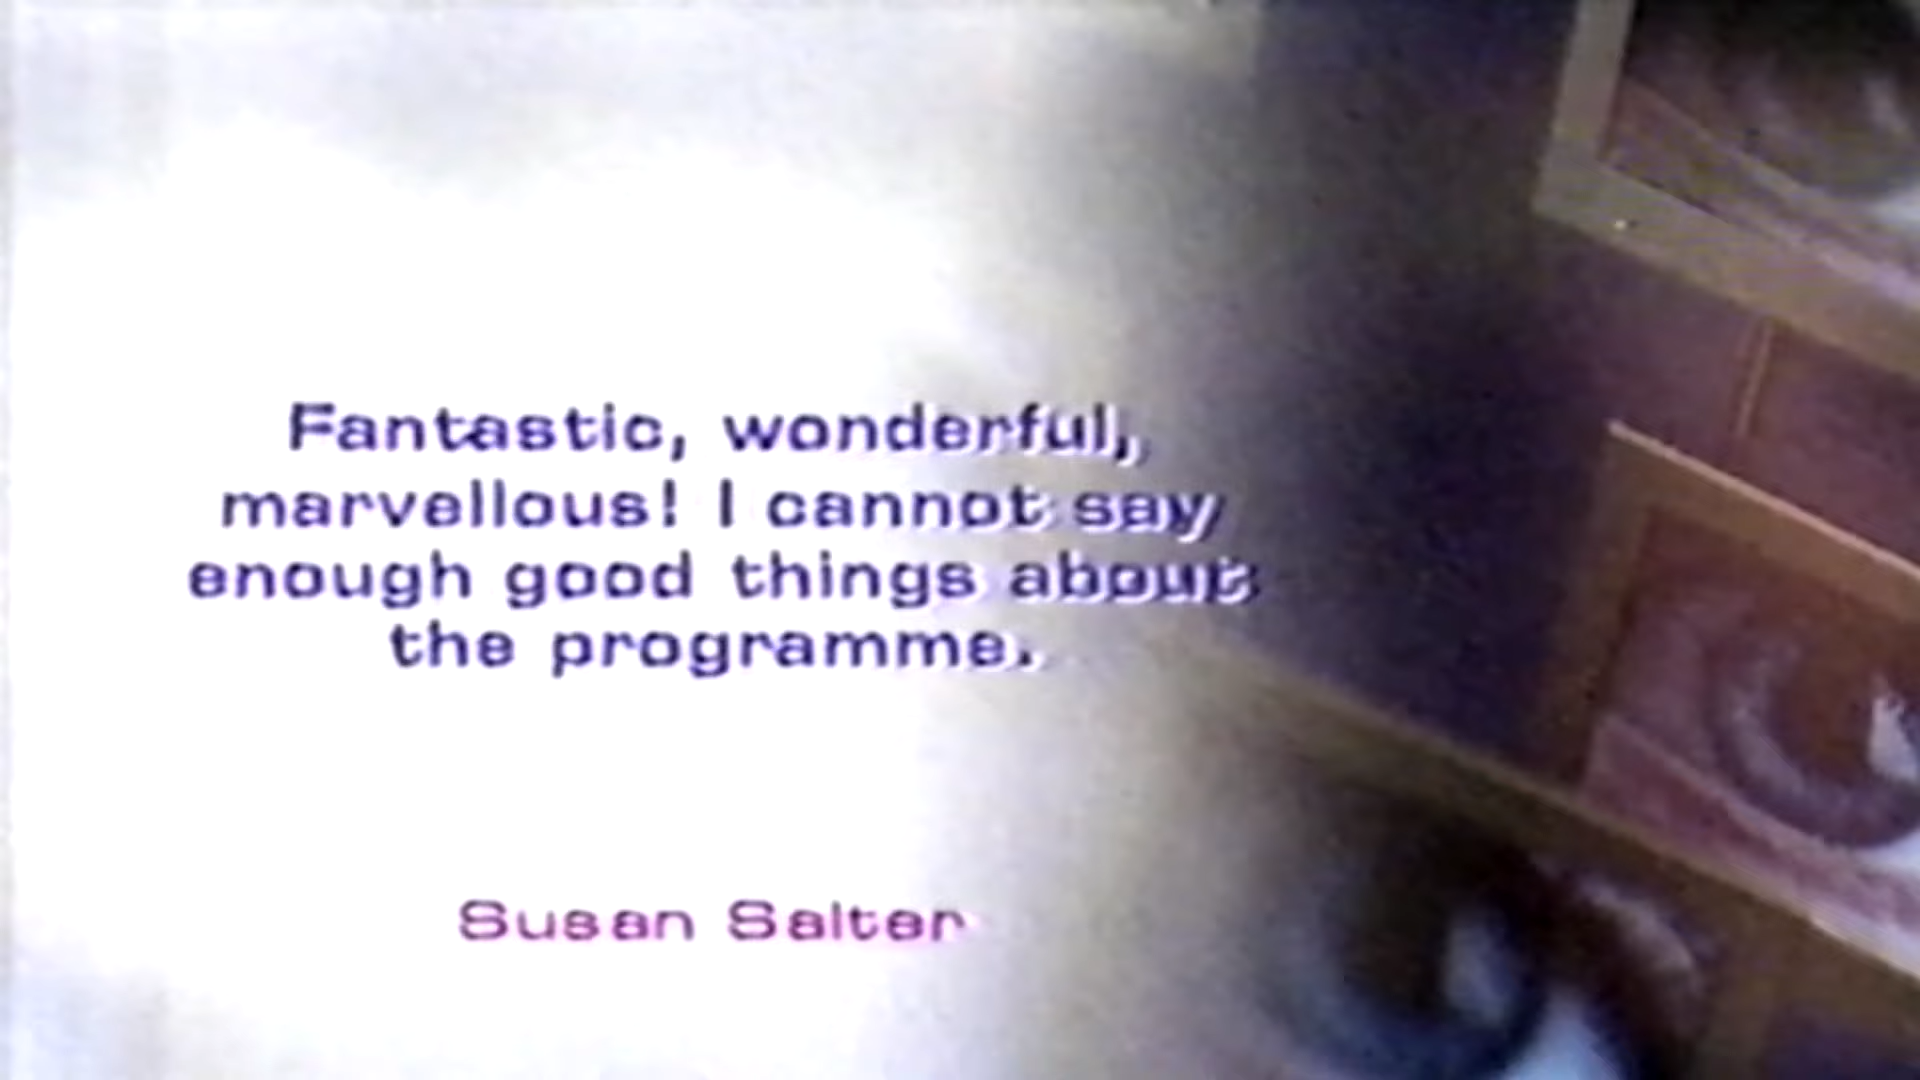 Fantastic, wonderful,
marvellous! I cannot say
enough good things about
the programme.
Susan Salter